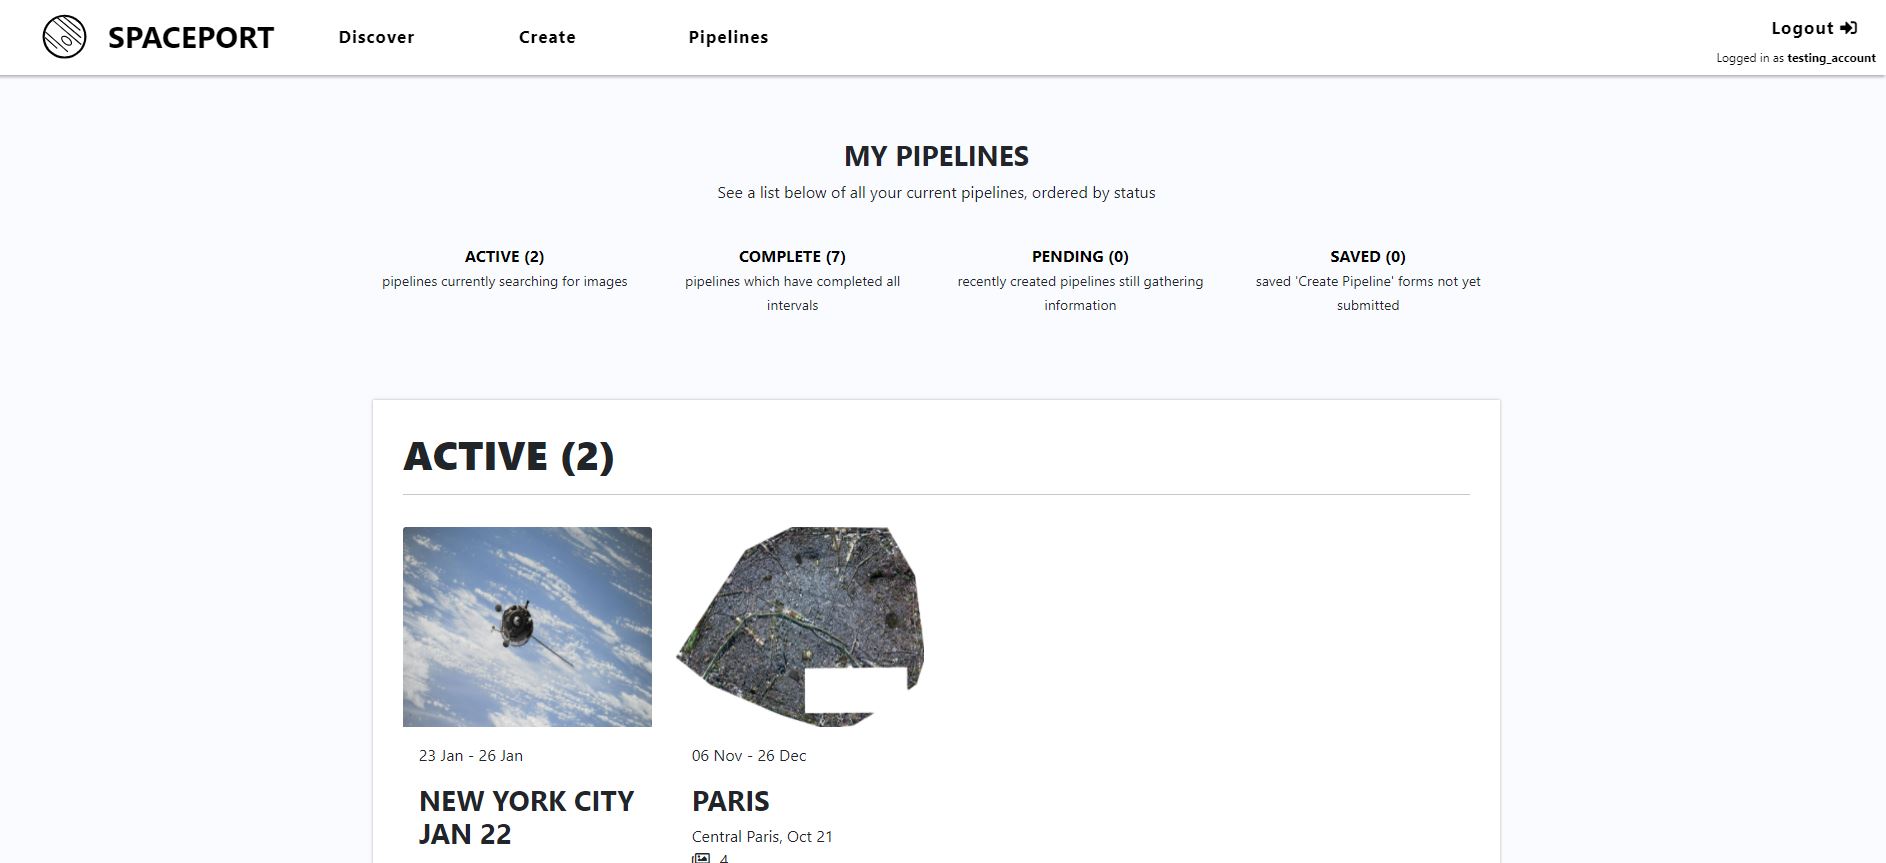 SPACEPORT
Discover
Create
Pipelines
Logout
Logged in as testing_account
MY PIPELINES
See a list below of all your current pipelines, ordered by status
ACTIVE (2)
pipelines currently searching for images
COMPLETE (7)
pipelines which have completed all
intervals
PENDING (0)
recently created pipelines still gathering
information
SAVED (0)
saved 'Create Pipeline' forms not yet
submitted
ACTIVE (2)
23 Jan - 26 Jan
NEW YORK CITY
JAN 22
06 Nov - 26 Dec
PARIS
Central Paris, Oct 21
4